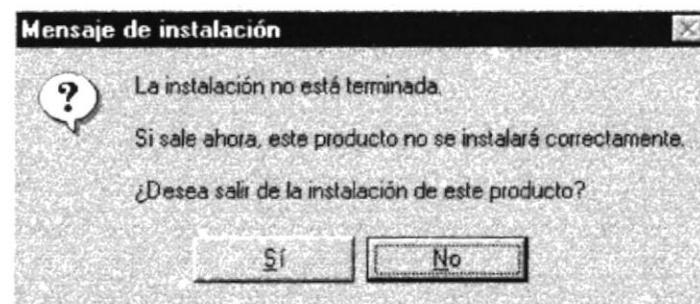 Mensaje de instalación
?
La instalación no está terminada.
Si sale ahora, este producto no se instalará correctamente.
¿Desea salir de la instalación de este producto?
Sí
No